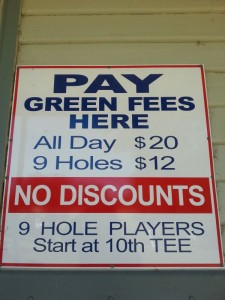 PAY
GREEN FEES
HERE
All Day $20
9 Holes $12
NO DISCOUNTS
9 HOLE PLAYERS
Start at 10th TEE